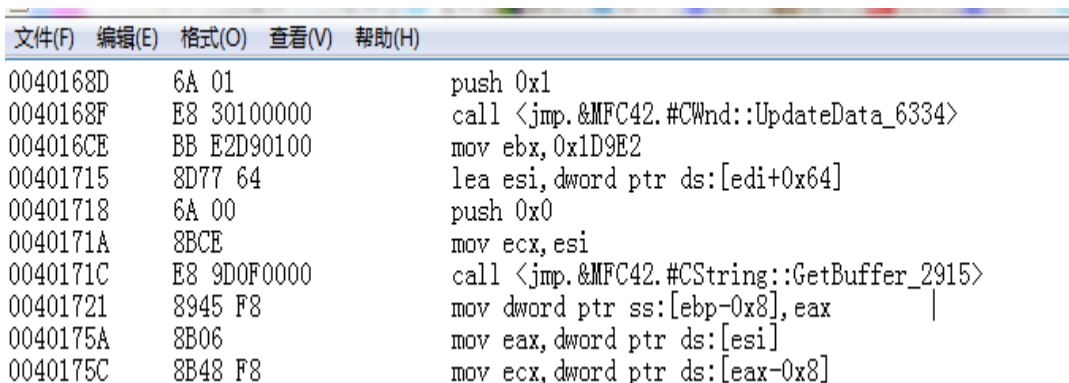 文件(F) 编辑(E) 格式(O) 查看(V) 帮助(H)
0040168D 6A 01 push 0x1
0040168F E8 30100000 call <jmp.&MFC42.#CWnd::UpdateData_6334>
004016CE BB E2D90100 mov ebx,0x1D9E2
00401715 8D77 64 lea esi,dword ptr ds:[edi+0x64]
00401718 6A 00 push 0x0
0040171A 8BCE mov ecx,esi
0040171C E8 9D0F0000 call <jmp.&MFC42.#CString::GetBuffer_2915>
00401721 8945 F8 mov dword ptr ss:[ebp-0x8],eax
0040175A 8B06 mov eax,dword ptr ds:[esi]
0040175C 8B48 F8 mov ecx,dword ptr ds:[eax-0x8]